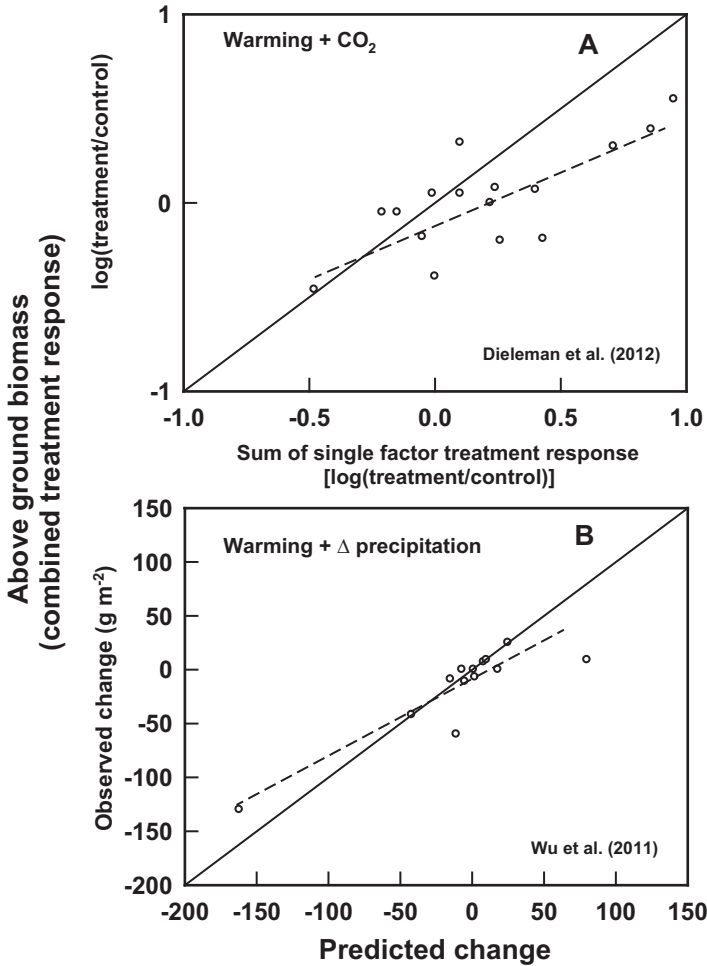 Above ground biomass
(combined treatment response)
log(treatment/control)
1
0
-1
Warming + CO2
A
Dieleman et al. (2012)
-1.0 -0.5 0.0 0.5 1.0
Sum of single factor treatment response
[log(treatment/control)]
Observed change (g m-2)
150
100
50
0
-50
-100
-150
-200
Warming + Δ precipitation
B
Wu et al. (2011)
-200 -150 -100 -50 0 50 100 150
Predicted change